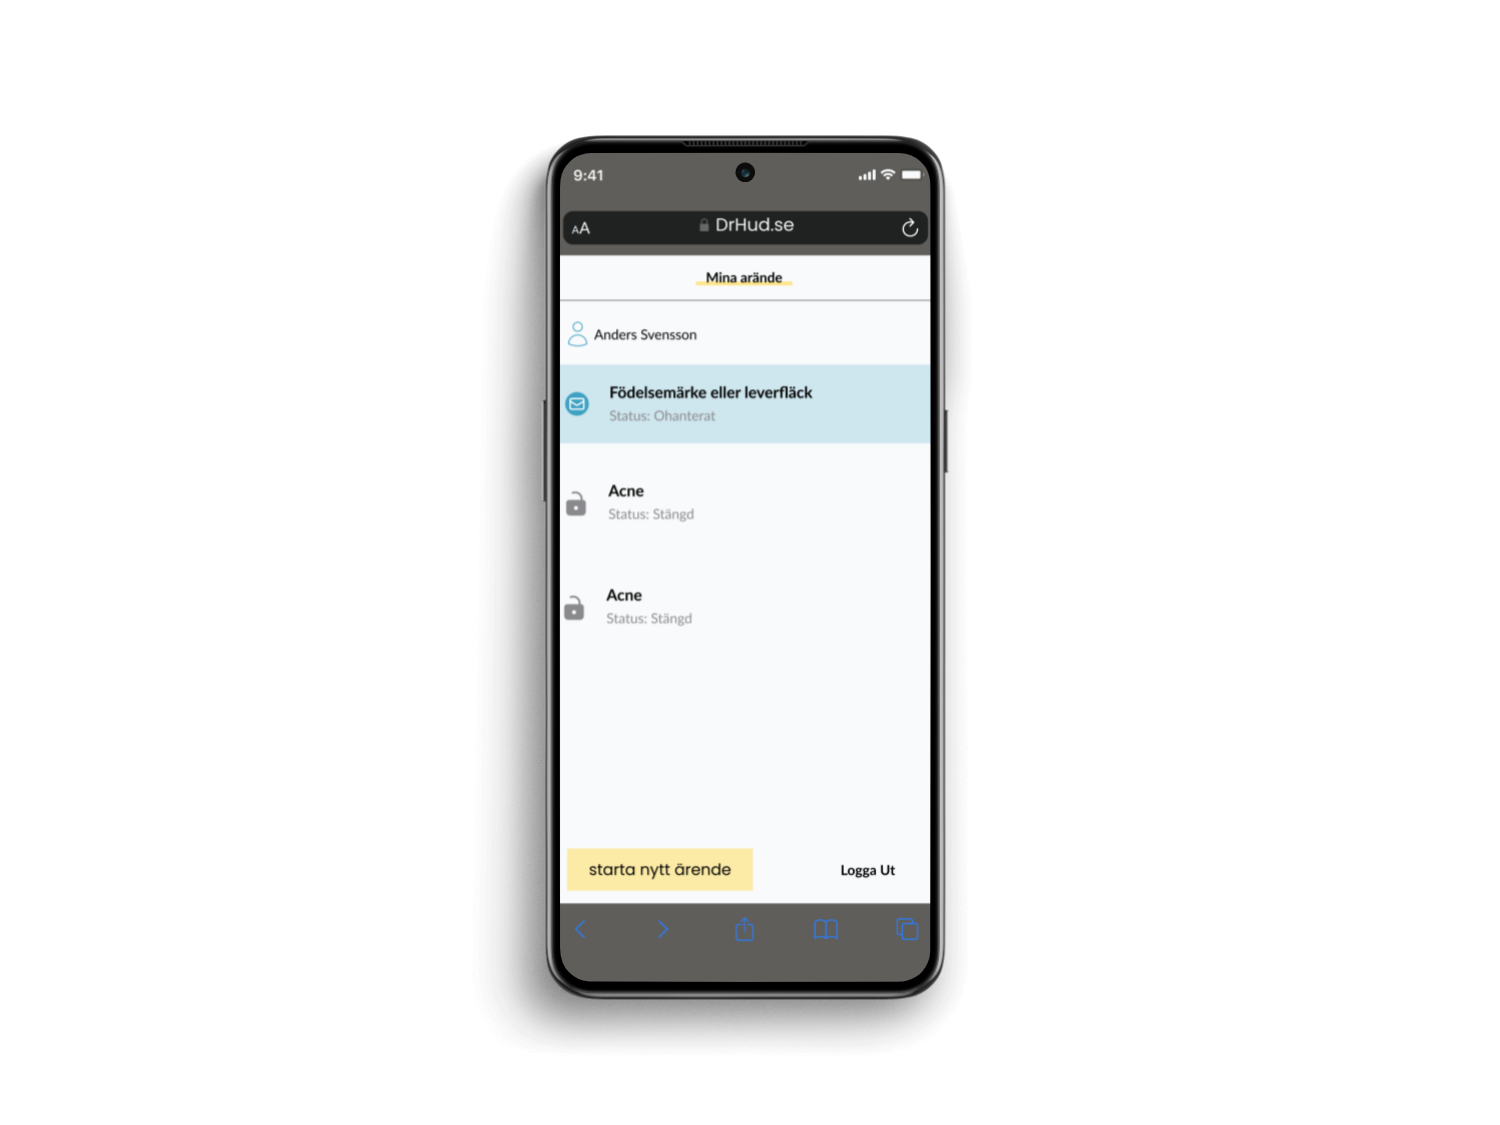 9:41
AA
DrHud.se
Mina arände
Anders Svensson
Födelsemärke eller leverfläck
Status: Ohanterat
Acne
Status: Stängd
Acne
Status: Stängd
starta nytt ärende
Logga Ut